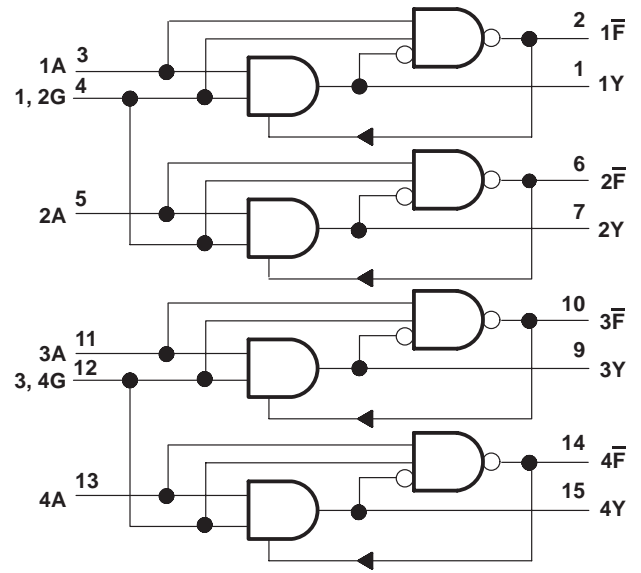 2 1F̅
1A 3
1 1Y
1, 2G 4
6 2F̅
2A 5
7 2Y
10 3F̅
3A 11
9 3Y
3, 4G 12
14 4F̅
4A 13
15 4Y